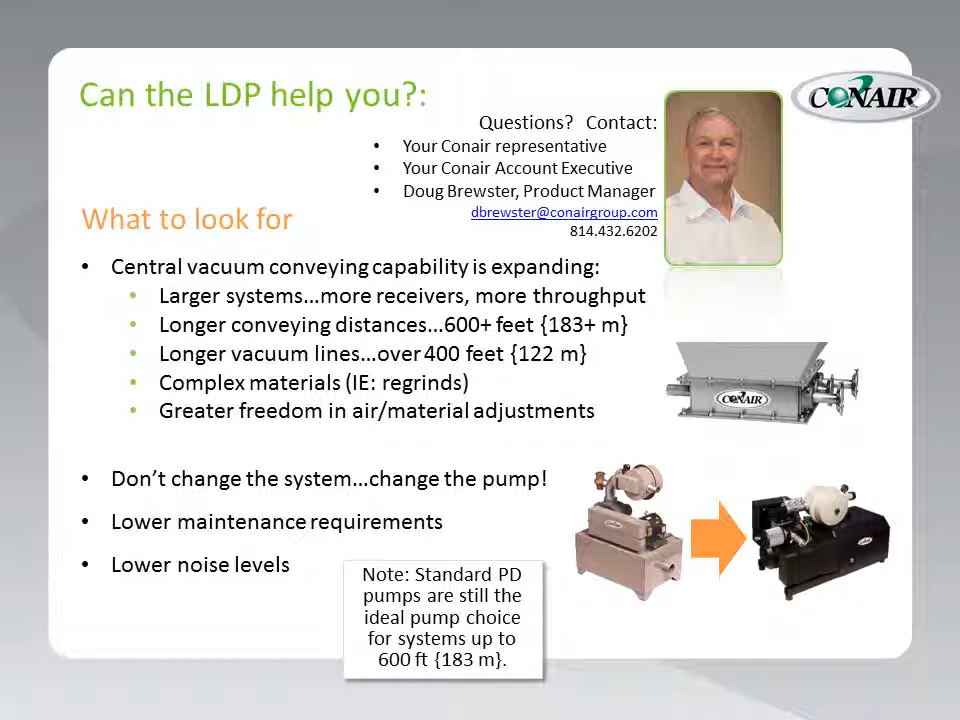 Can the LDP help you?:
CONAIR
Questions? Contact:
• Your Conair representative
• Your Conair Account Executive
• Doug Brewster, Product Manager
dbrewster@conairgroup.com
814.432.6202
What to look for
• Central vacuum conveying capability is expanding:
• Larger systems...more receivers, more throughput
• Longer conveying distances...600+ feet {183+ m}
• Longer vacuum lines...over 400 feet {122 m}
• Complex materials (IE: regrinds)
• Greater freedom in air/material adjustments
CONAIR
• Don’t change the system...change the pump!
• Lower maintenance requirements
• Lower noise levels
Note: Standard PD
pumps are still the
ideal pump choice
for systems up to
600 ft {183 m}.